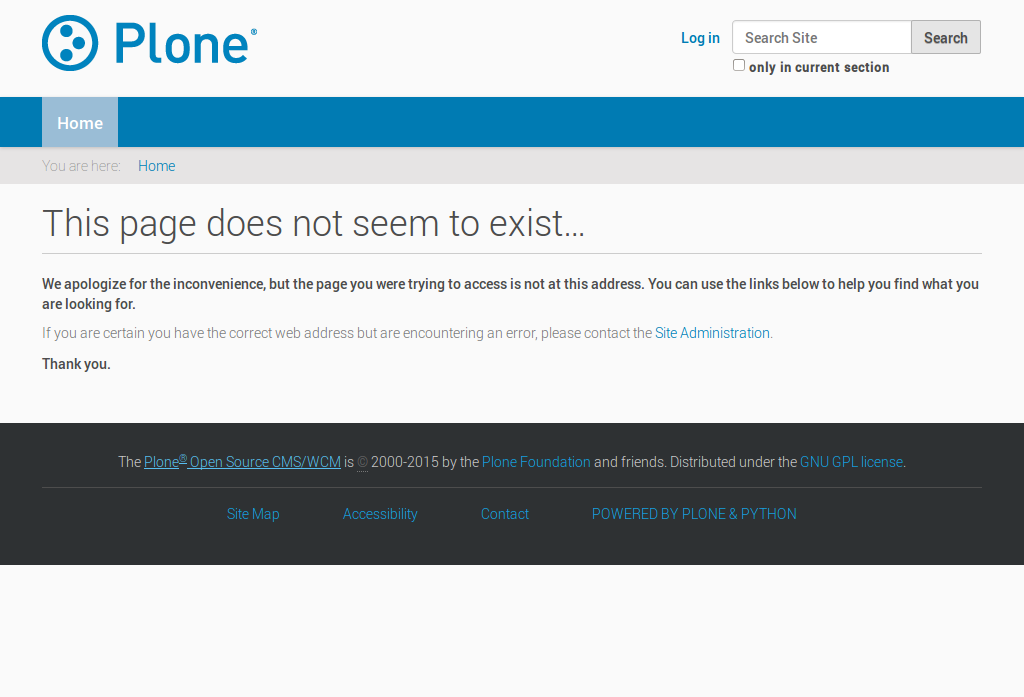 Plone®
Log in
Search Site
Search
only in current section
Home
You are here: Home
This page does not seem to exist…
We apologize for the inconvenience, but the page you were trying to access is not at this address. You can use the links below to help you find what you
are looking for.
If you are certain you have the correct web address but are encountering an error, please contact the Site Administration.
Thank you.
The Plone® Open Source CMS/WCM is © 2000-2015 by the Plone Foundation and friends. Distributed under the GNU GPL license.
Site Map
Accessibility
Contact
POWERED BY PLONE & PYTHON